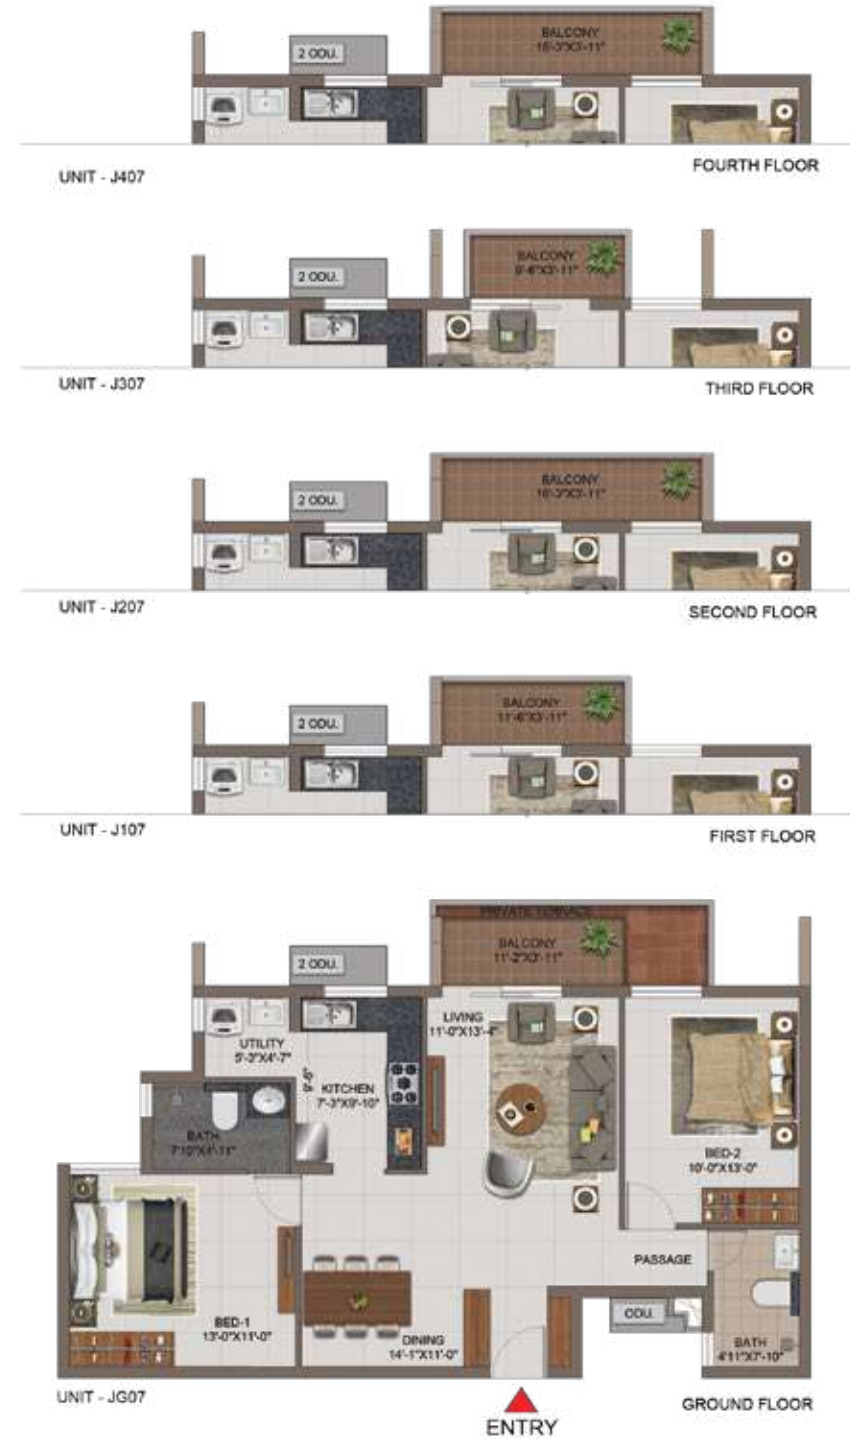 BALCONY
16'-3"X3'-11"
2 ODU.
UNIT - J407
FOURTH FLOOR
BALCONY
9'-6"X3'-11"
2 ODU.
UNIT - J307
THIRD FLOOR
BALCONY
16'-3"X3'-11"
2 ODU.
UNIT - J207
SECOND FLOOR
BALCONY
11'-6"X3'-11"
2 ODU.
UNIT - J107
FIRST FLOOR
PRIVATE TERRACE
BALCONY
11'-2"X3'-11"
2 ODU.
LIVING
11'-0"X13'-4"
UTILITY
5'-3"X4'-7"
KITCHEN
7'-3"X9'-10"
BATH
7'10"X4'-11"
BED-2
10'-0"X13'-0"
PASSAGE
ODU.
BED-1
13'-0"X11'-0"
DINING
14'-1"X11'-0"
BATH
4'11"X7'-10"
UNIT - JG07
GROUND FLOOR
ENTRY